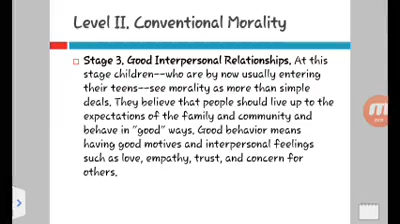 Level II. Conventional Morality
Stage 3. Good Interpersonal Relationships. At
this stage children--who are by now usually entering
their teens--see morality as more than simple
deals. They believe that people should live up to the
expectations of the family and community and
behave in "good" ways. Good behavior means
having good motives and interpersonal feelings
such as love, empathy, trust, and concern for
others.